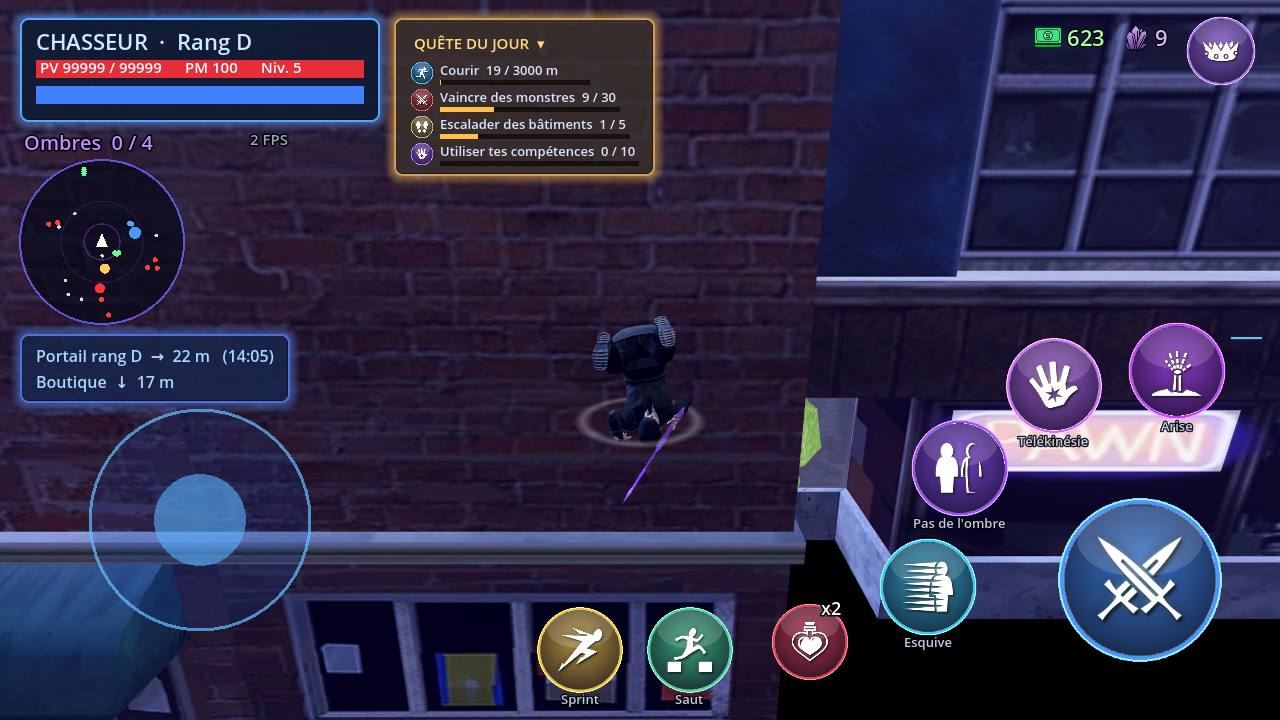 CHASSEUR · Rang D
PV 99999 / 99999 PM 100 Niv. 5
Ombres 0 / 4
2 FPS
QUÊTE DU JOUR ▼
Courir 19 / 3000 m
Vaincre des monstres 9 / 30
Escalader des bâtiments 1 / 5
Utiliser tes compétences 0 / 10
623
9
Portail rang D → 22 m (14:05)
Boutique ↓ 17 m
Télékinésie
Arise
PAWN
Pas de l'ombre
Esquive
x2
Sprint
Saut